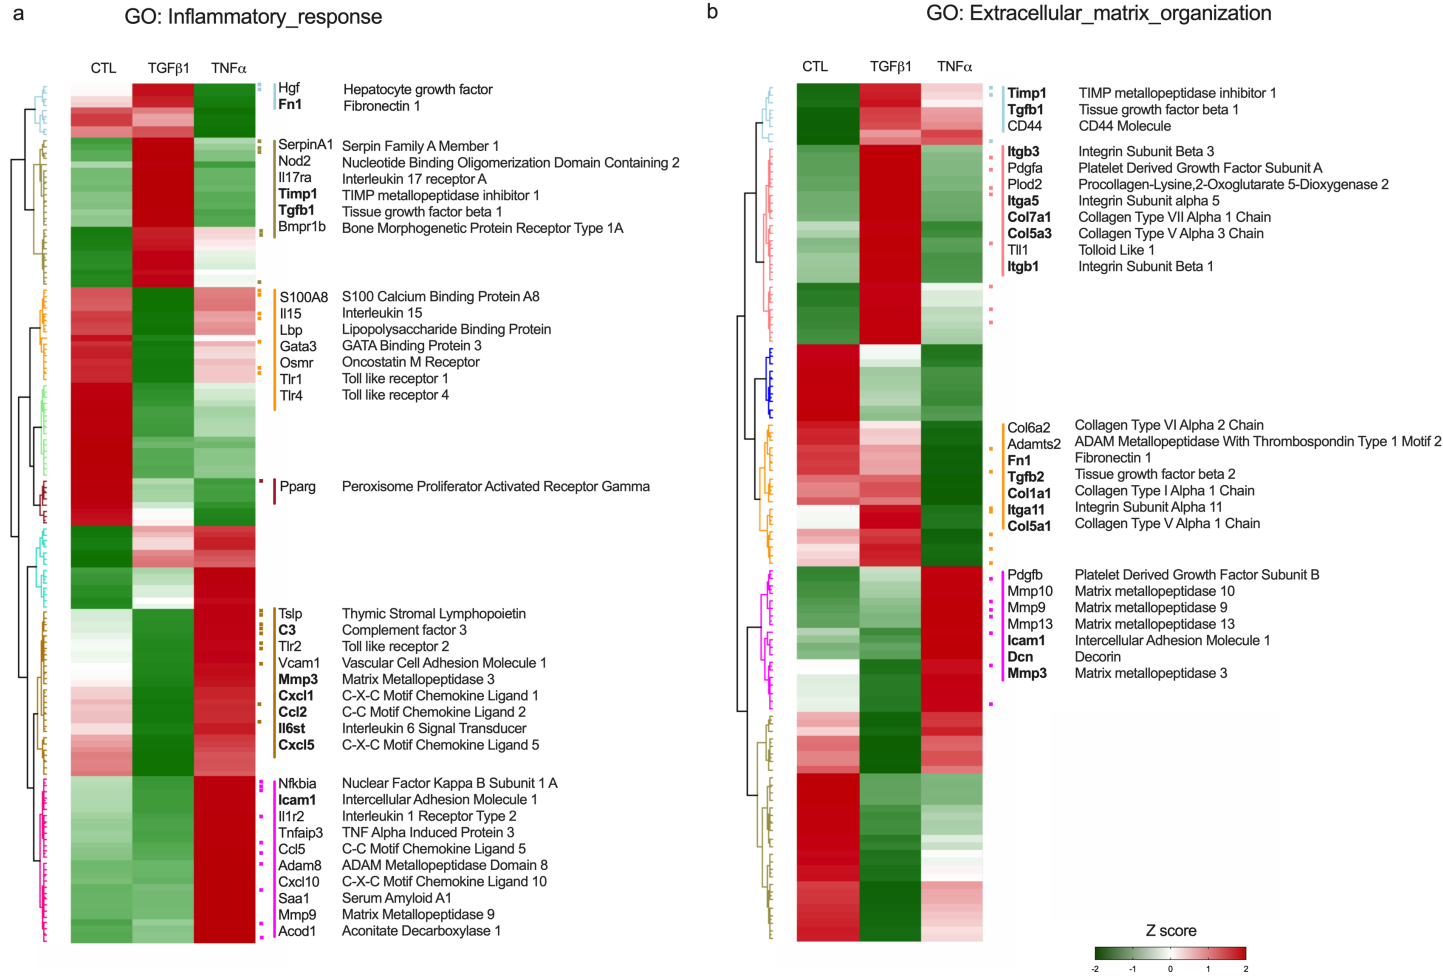 a
GO: Inflammatory_response
CTL TGFβ1 TNFα
Hgf Hepatocyte growth factor
Fn1 Fibronectin 1
SerpinA1 Serpin Family A Member 1
Nod2 Nucleotide Binding Oligomerization Domain Containing 2
Il17ra Interleukin 17 receptor A
Timp1 TIMP metallopeptidase inhibitor 1
Tgfb1 Tissue growth factor beta 1
Bmpr1b Bone Morphogenetic Protein Receptor Type 1A
S100A8 S100 Calcium Binding Protein A8
Il15 Interleukin 15
Lbp Lipopolysaccharide Binding Protein
Gata3 GATA Binding Protein 3
Osmr Oncostatin M Receptor
Tlr1 Toll like receptor 1
Tlr4 Toll like receptor 4
Pparg Peroxisome Proliferator Activated Receptor Gamma
Tslp Thymic Stromal Lymphopoietin
C3 Complement factor 3
Tlr2 Toll like receptor 2
Vcam1 Vascular Cell Adhesion Molecule 1
Mmp3 Matrix Metallopeptidase 3
Cxcl1 C-X-C Motif Chemokine Ligand 1
Ccl2 C-C Motif Chemokine Ligand 2
Il6st Interleukin 6 Signal Transducer
Cxcl5 C-X-C Motif Chemokine Ligand 5
Nfkbia Nuclear Factor Kappa B Subunit 1 A
Icam1 Intercellular Adhesion Molecule 1
Il1r2 Interleukin 1 Receptor Type 2
Tnfaip3 TNF Alpha Induced Protein 3
Ccl5 C-C Motif Chemokine Ligand 5
Adam8 ADAM Metallopeptidase Domain 8
Cxcl10 C-X-C Motif Chemokine Ligand 10
Saa1 Serum Amyloid A1
Mmp9 Matrix Metallopeptidase 9
Acod1 Aconitate Decarboxylase 1
b
GO: Extracellular_matrix_organization
CTL TGFβ1 TNFα
Timp1 TIMP metallopeptidase inhibitor 1
Tgfb1 Tissue growth factor beta 1
CD44 CD44 Molecule
Itgb3 Integrin Subunit Beta 3
Pdgfa Platelet Derived Growth Factor Subunit A
Plod2 Procollagen-Lysine,2-Oxoglutarate 5-Dioxygenase 2
Itga5 Integrin Subunit alpha 5
Col7a1 Collagen Type VII Alpha 1 Chain
Col5a3 Collagen Type V Alpha 3 Chain
Tll1 Tolloid Like 1
Itgb1 Integrin Subunit Beta 1
Col6a2 Collagen Type VI Alpha 2 Chain
Adamts2 ADAM Metallopeptidase With Thrombospondin Type 1 Motif 2
Fn1 Fibronectin 1
Tgfb2 Tissue growth factor beta 2
Col1a1 Collagen Type I Alpha 1 Chain
Itga11 Integrin Subunit Alpha 11
Col5a1 Collagen Type V Alpha 1 Chain
Pdgfb Platelet Derived Growth Factor Subunit B
Mmp10 Matrix metallopeptidase 10
Mmp9 Matrix metallopeptidase 9
Mmp13 Matrix metallopeptidase 13
Icam1 Intercellular Adhesion Molecule 1
Dcn Decorin
Mmp3 Matrix metallopeptidase 3
Z score
-2 -1 0 1 2